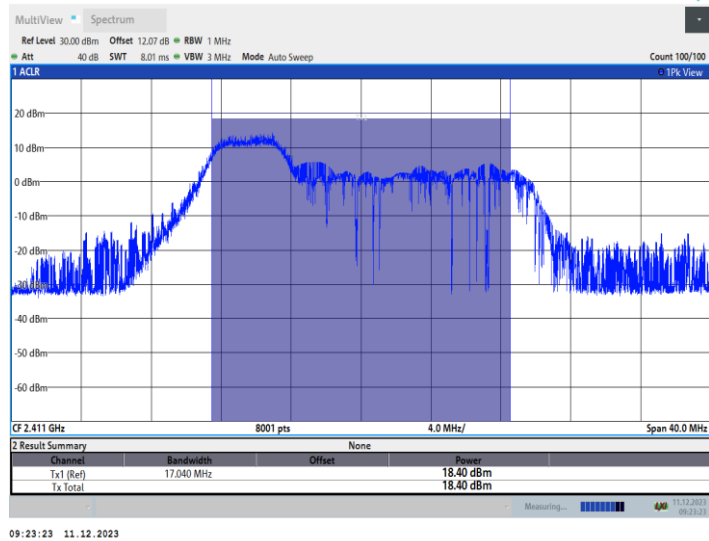 MultiView Spectrum
Ref Level 30.00 dBm Offset 12.07 dB RBW 1 MHz
Att 40 dB SWT 8.01 ms VBW 3 MHz Mode Auto Sweep Count 100/100
1 ACLR 1Pk View
20 dBm
10 dBm
0 dBm
-10 dBm
-20 dBm
-30 dBm
-40 dBm
-50 dBm
-60 dBm
CF 2.411 GHz 8001 pts 4.0 MHz/ Span 40.0 MHz
2 Result Summary None
Channel Bandwidth Offset Power
Tx1 (Ref) 17.040 MHz 18.40 dBm
Tx Total 18.40 dBm
Measuring... 11.12.2023
09:23:23
09:23:23 11.12.2023